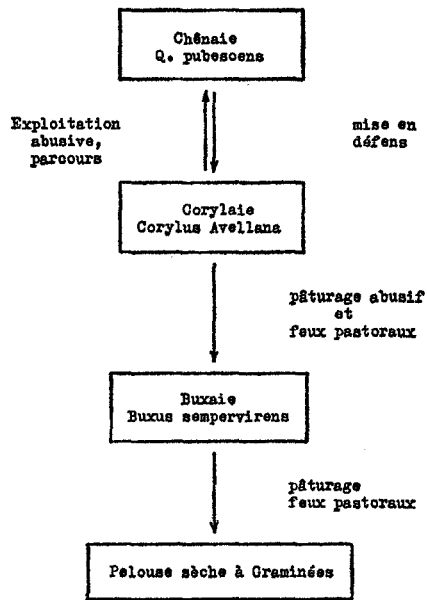 Chênaie
Q. pubescens
Exploitation
abusive,
parcours
mise en
défens
Corylaie
Corylus Avellana
pâturage abusif
et
feux pastoraux
Buxaie
Buxus sempervirens
pâturage
feux pastoraux
Pelouse sèche à Graminées